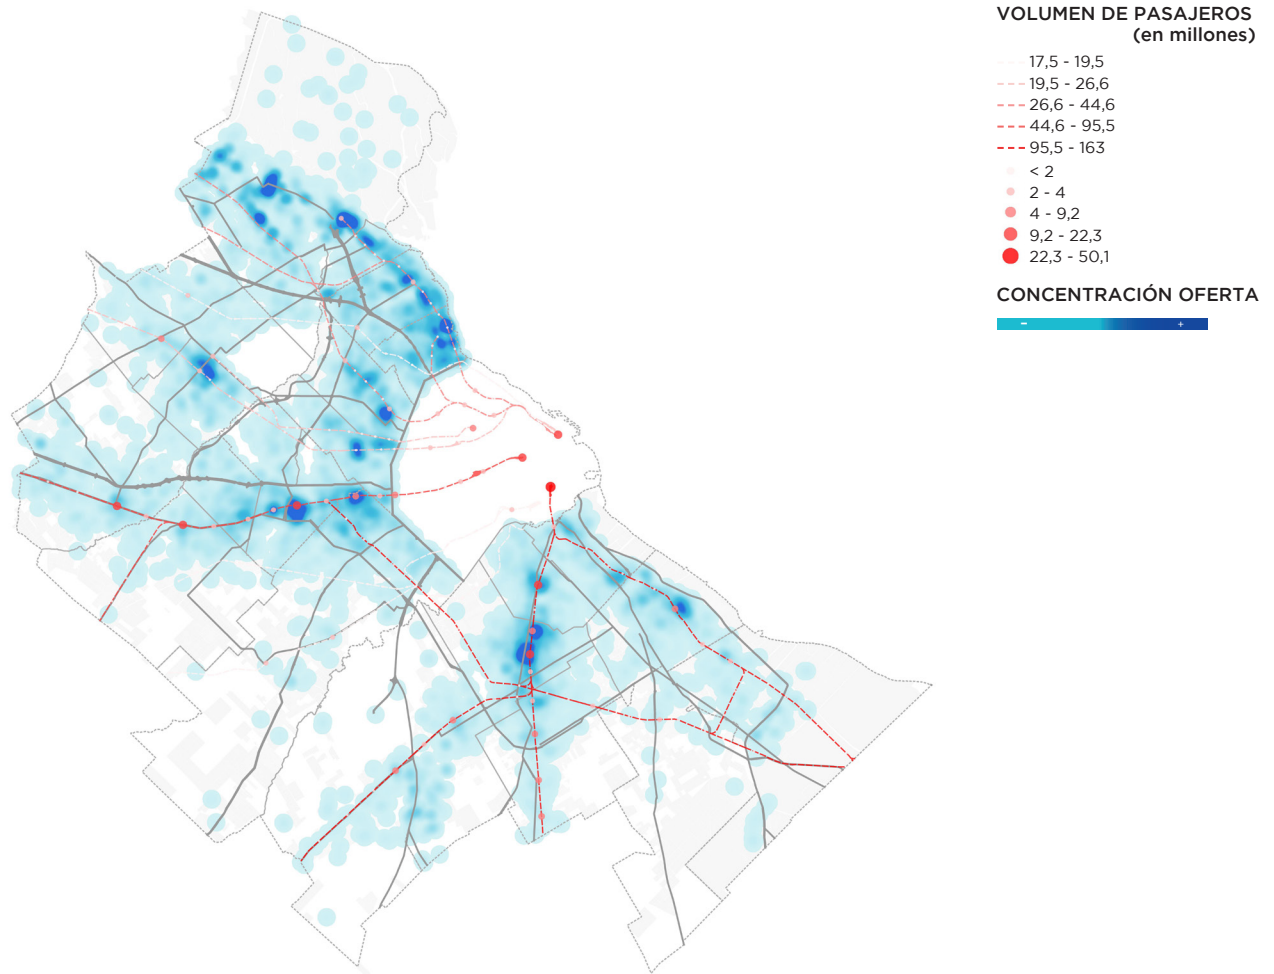 VOLUMEN DE PASAJEROS
(en millones)
17,5 - 19,5
19,5 - 26,6
26,6 - 44,6
44,6 - 95,5
95,5 - 163
< 2
2 - 4
4 - 9,2
9,2 - 22,3
22,3 - 50,1
CONCENTRACIÓN OFERTA
- +